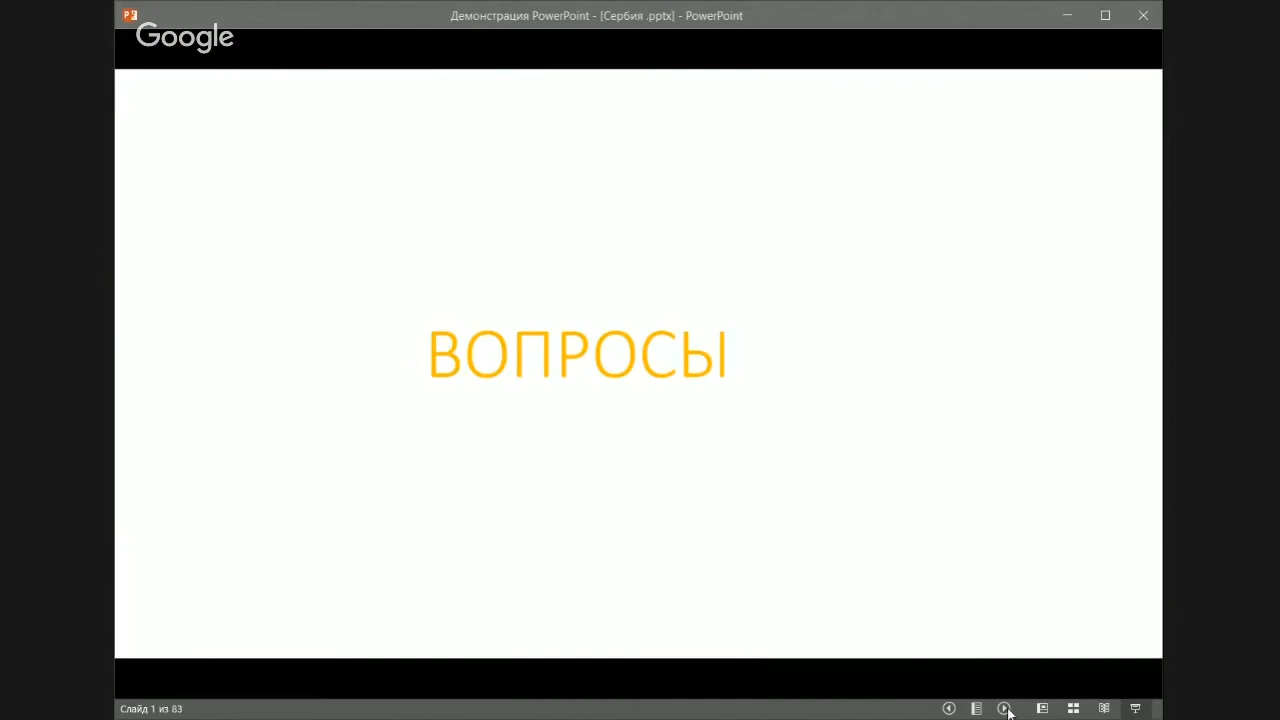 Демонстрация PowerPoint - [Сербия .pptx] - PowerPoint
Google
ВОПРОСЫ
Слайд 1 из 83